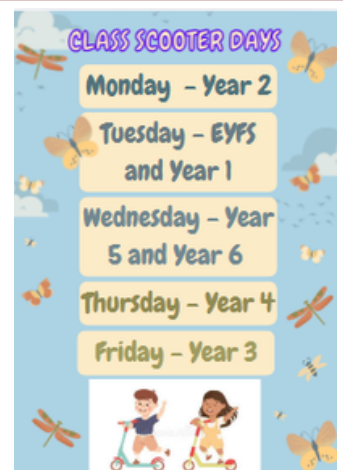 CLASS SCOOTER DAYS
Monday - Year 2
Tuesday - EYFS
and Year 1
Wednesday - Year
5 and Year 6
Thursday - Year 4
Friday - Year 3